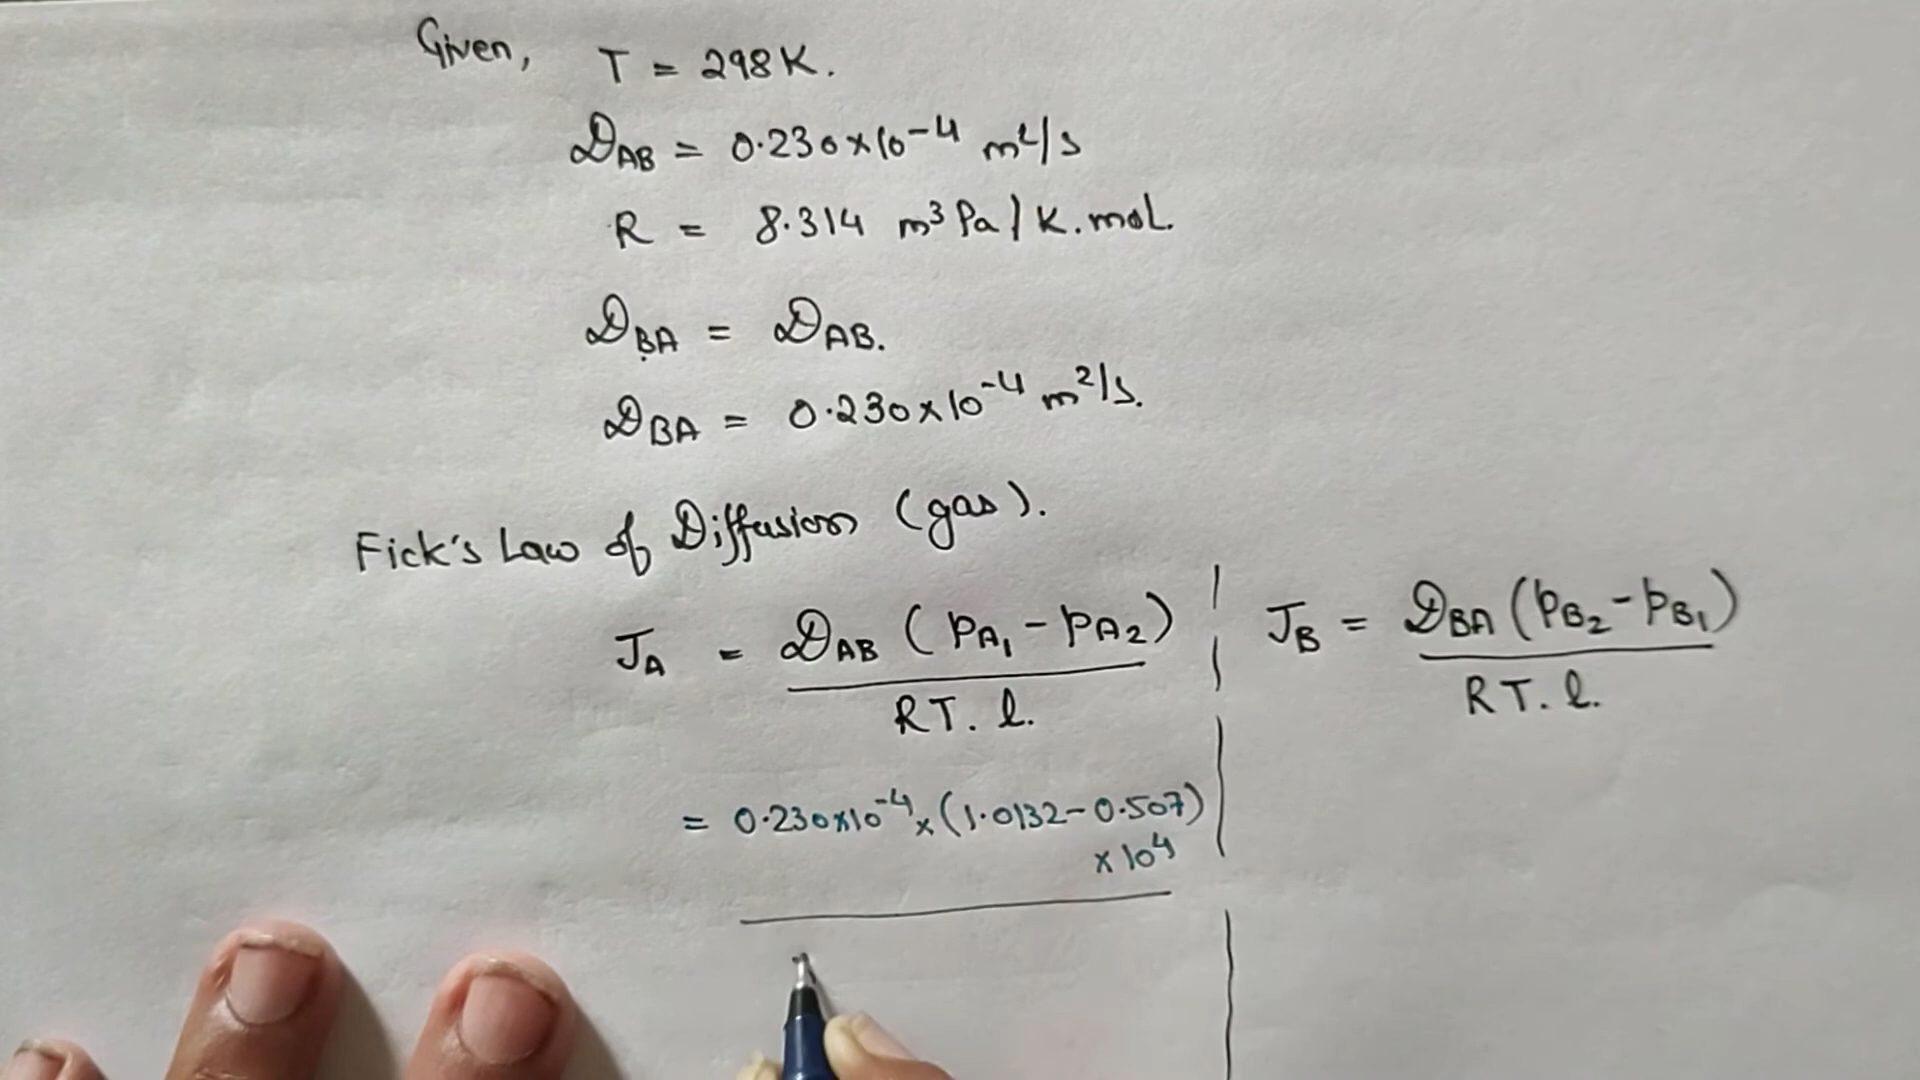 Given, T = 298K.
𝒟AB = 0.230×10⁻⁴ m²/s
R = 8.314 m³ Pa / K.mol.
𝒟BA = 𝒟AB.
𝒟BA = 0.230×10⁻⁴ m²/s.
Fick's Law of Diffusion (gas).
JA = 𝒟AB (pA₁ - pA₂)
RT. l.
JB = 𝒟BA (pB₂ - pB₁)
RT. l.
= 0.230×10⁻⁴ × (1.0132 - 0.507)
× 10⁴